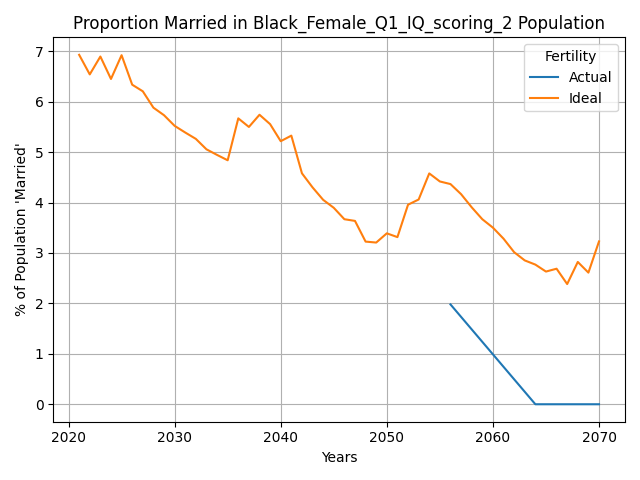 Proportion Married in Black_Female_Q1_IQ_scoring_2 Population
Fertility
Actual
Ideal
7
6
5
4
3
2
1
0
% of Population 'Married'
2020 2030 2040 2050 2060 2070
Years